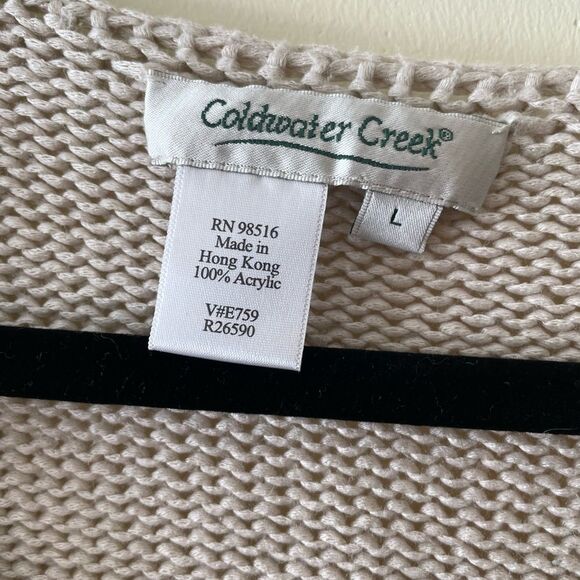 Coldwater Creek®
L
RN 98516
Made in
Hong Kong
100% Acrylic
V#E759
R26590